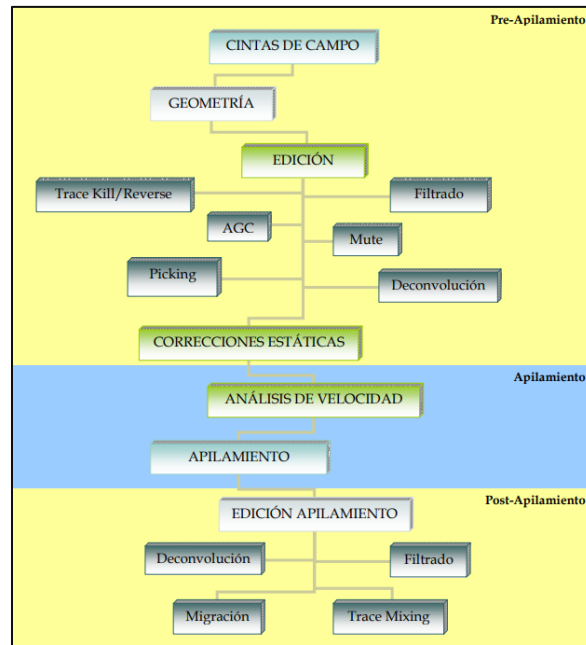 Pre-Apilamiento
CINTAS DE CAMPO
GEOMETRÍA
EDICIÓN
Trace Kill/Reverse
Filtrado
AGC
Mute
Picking
Deconvolución
CORRECCIONES ESTÁTICAS
Apilamiento
ANÁLISIS DE VELOCIDAD
APILAMIENTO
Post-Apilamiento
EDICIÓN APILAMIENTO
Deconvolución
Filtrado
Migración
Trace Mixing